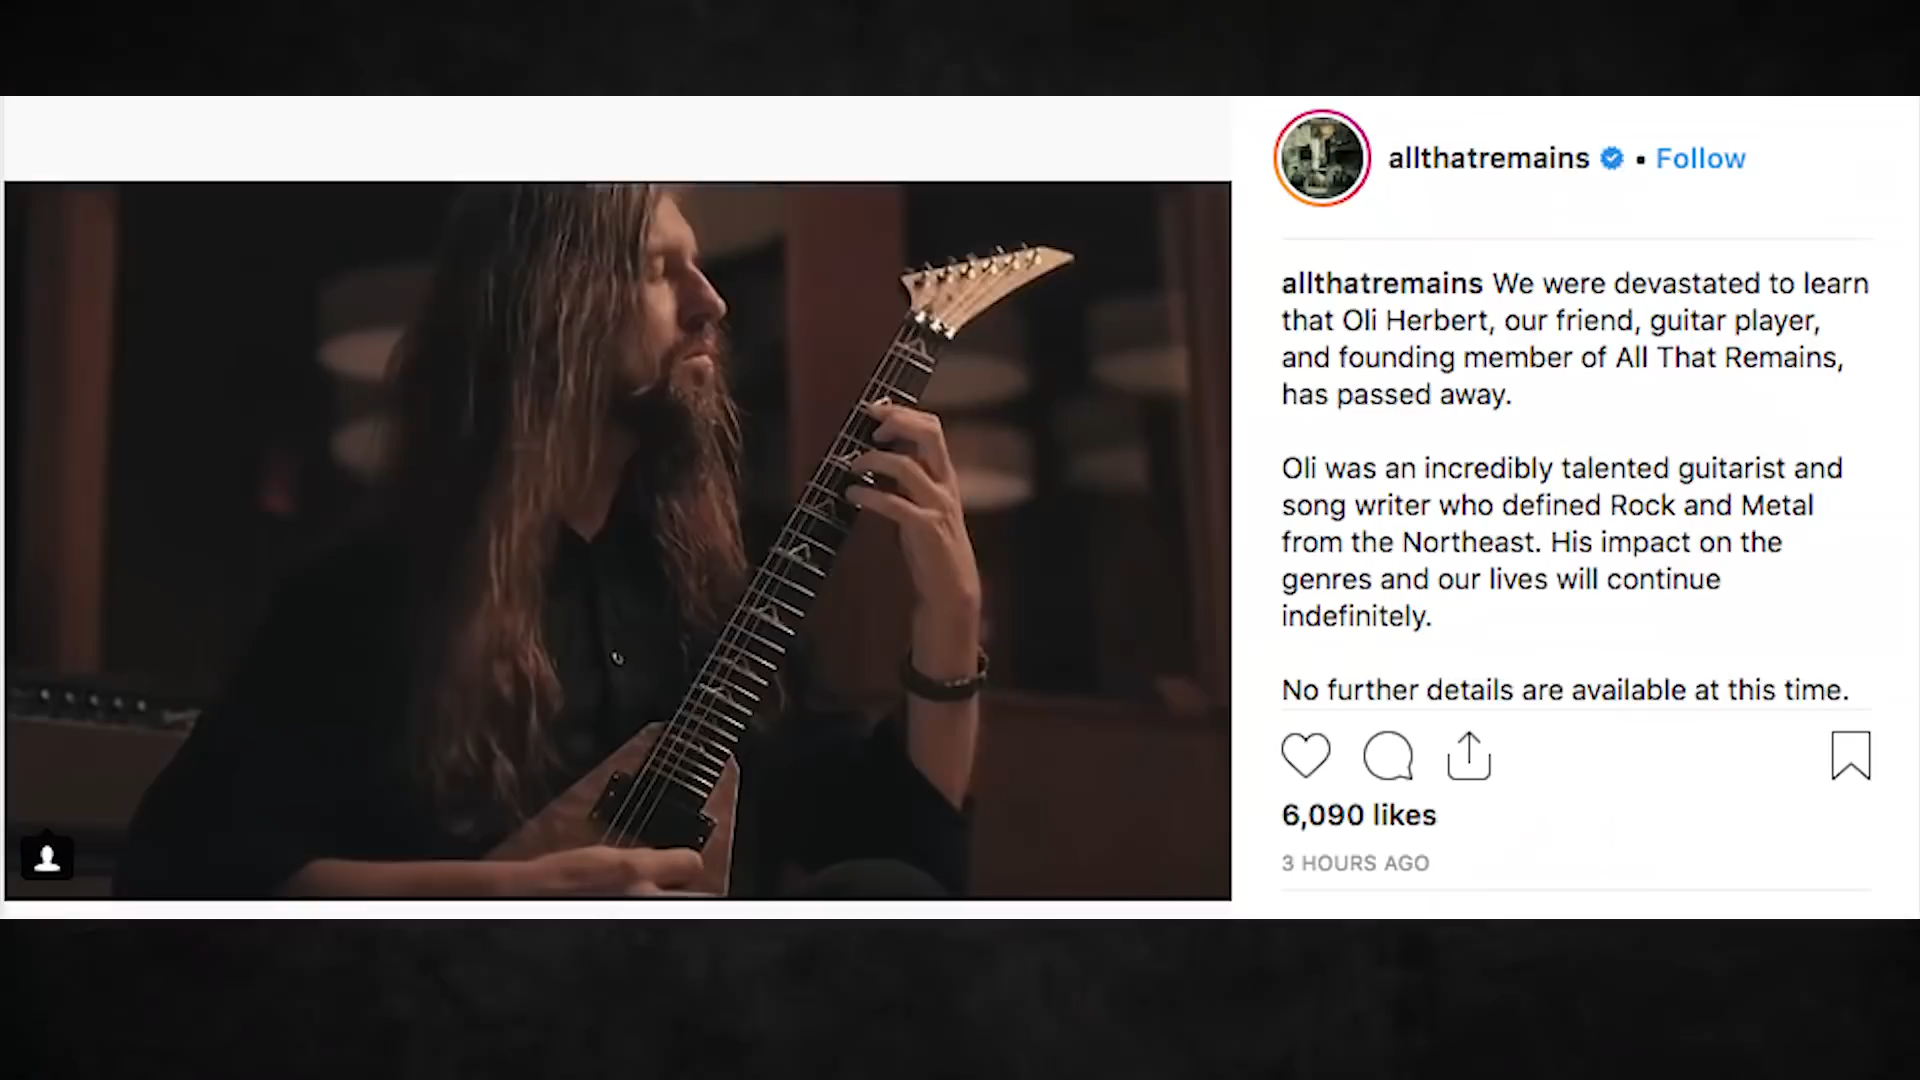 allthatremains • Follow
allthatremains We were devastated to learn
that Oli Herbert, our friend, guitar player,
and founding member of All That Remains,
has passed away.
Oli was an incredibly talented guitarist and
song writer who defined Rock and Metal
from the Northeast. His impact on the
genres and our lives will continue
indefinitely.
No further details are available at this time.
6,090 likes
3 HOURS AGO